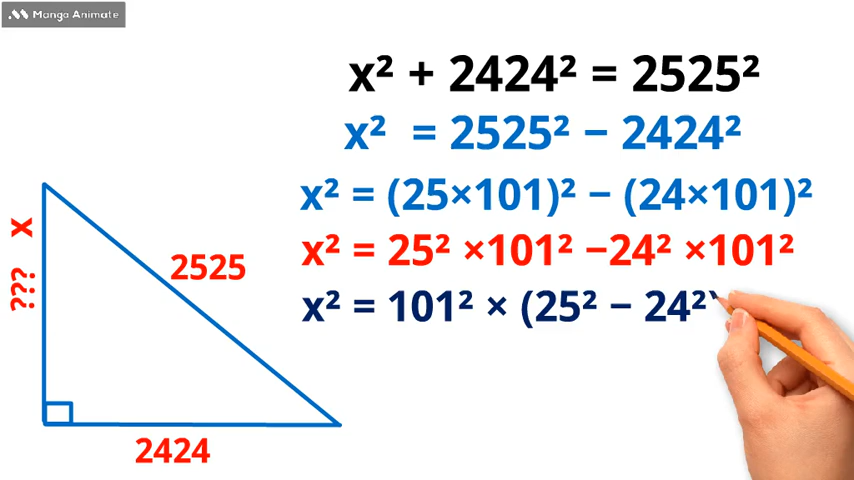 Manga Animate
x² + 2424² = 2525²
x² = 2525² − 2424²
x² = (25×101)² − (24×101)²
x² = 25² ×101² −24² ×101²
x² = 101² × (25² − 24²)
??? x
2525
2424